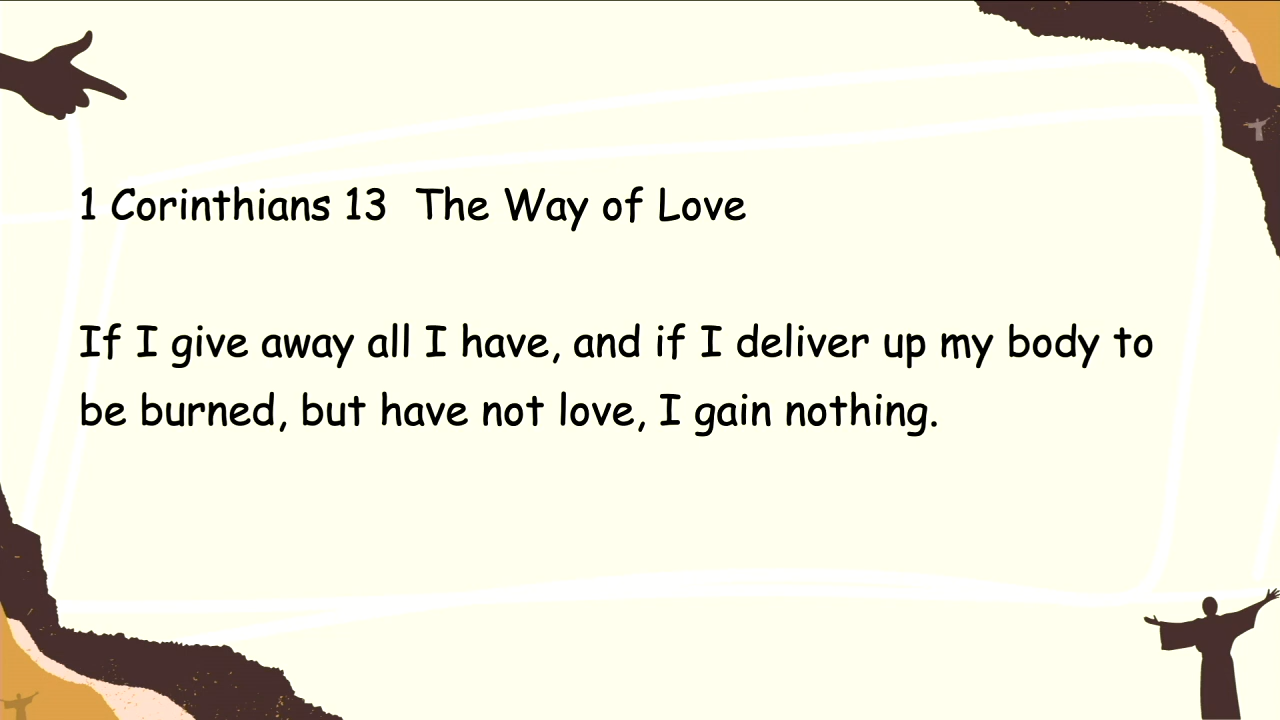 1 Corinthians 13  The Way of Love
If I give away all I have, and if I deliver up my body to
be burned, but have not love, I gain nothing.